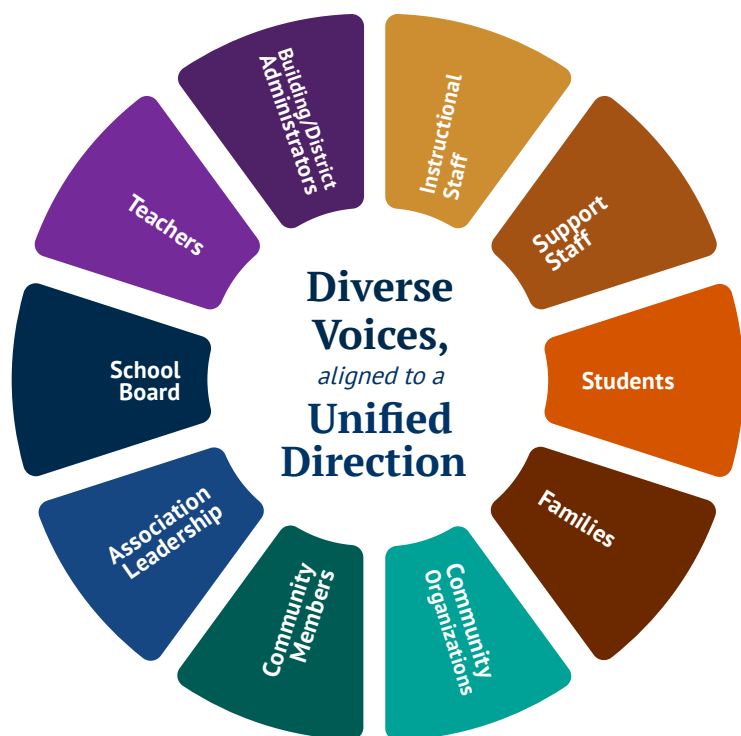 Diverse
Voices,
aligned to a
Unified
Direction
Instructional
Staff
Support
Staff
Students
Families
Community
Organizations
Community
Members
Association
Leadership
School
Board
Teachers
Building/District
Administrators